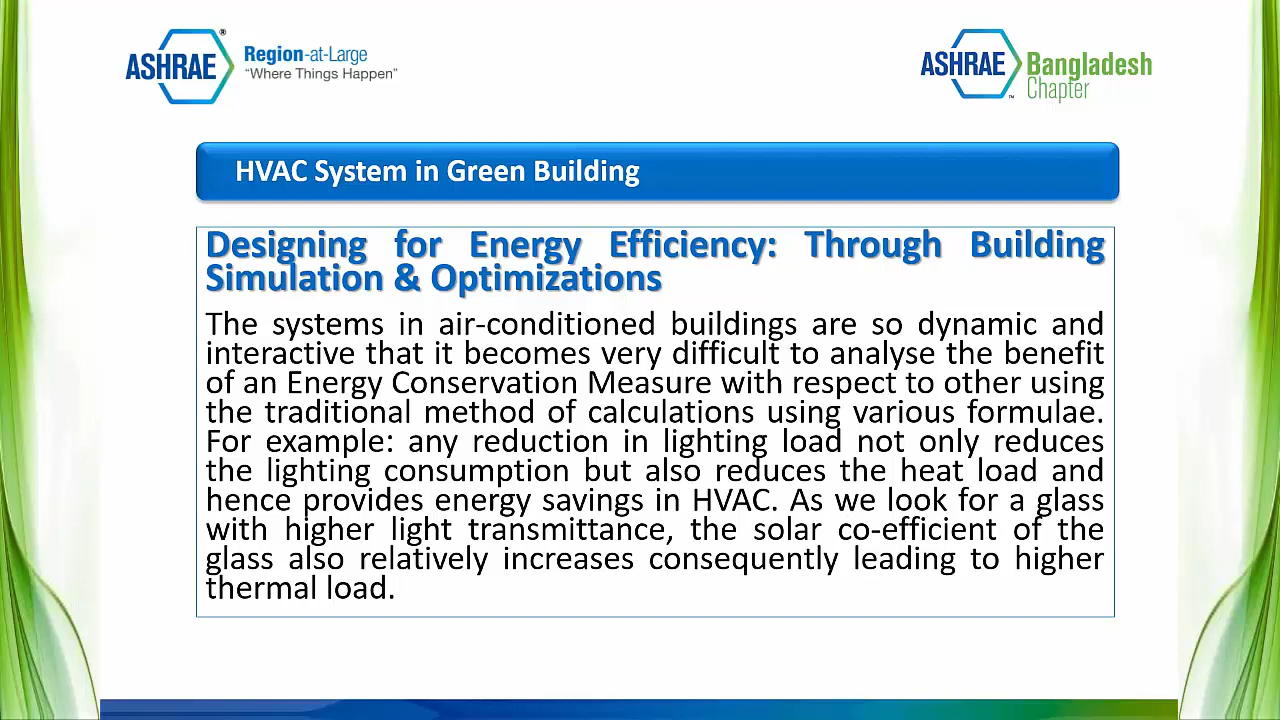 ASHRAE®
Region-at-Large
“Where Things Happen”
ASHRAE™
Bangladesh
Chapter
HVAC System in Green Building
Designing for Energy Efficiency: Through Building
Simulation & Optimizations
The systems in air-conditioned buildings are so dynamic and
interactive that it becomes very difficult to analyse the benefit
of an Energy Conservation Measure with respect to other using
the traditional method of calculations using various formulae.
For example: any reduction in lighting load not only reduces
the lighting consumption but also reduces the heat load and
hence provides energy savings in HVAC. As we look for a glass
with higher light transmittance, the solar co-efficient of the
glass also relatively increases consequently leading to higher
thermal load.